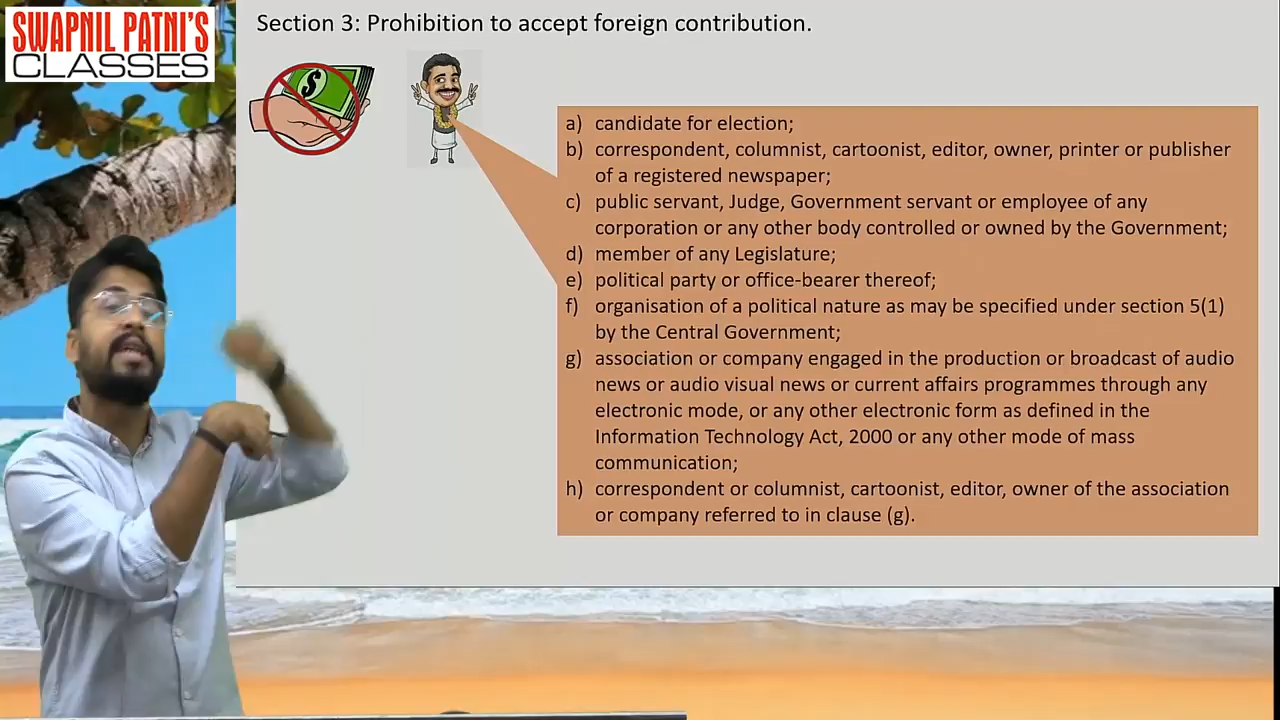 SWAPNIL PATNI'S
CLASSES
Section 3: Prohibition to accept foreign contribution.
$
a) candidate for election;
b) correspondent, columnist, cartoonist, editor, owner, printer or publisher
of a registered newspaper;
c) public servant, Judge, Government servant or employee of any
corporation or any other body controlled or owned by the Government;
d) member of any Legislature;
e) political party or office-bearer thereof;
f) organisation of a political nature as may be specified under section 5(1)
by the Central Government;
g) association or company engaged in the production or broadcast of audio
news or audio visual news or current affairs programmes through any
electronic mode, or any other electronic form as defined in the
Information Technology Act, 2000 or any other mode of mass
communication;
h) correspondent or columnist, cartoonist, editor, owner of the association
or company referred to in clause (g).